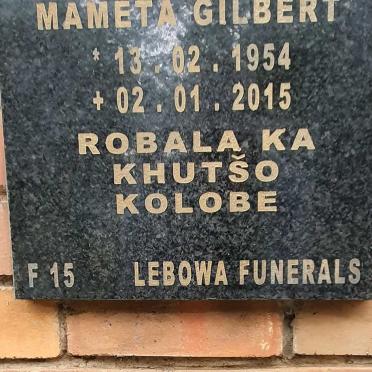 MAMETA GILBERT
* 13 . 02 . 1954
+ 02 . 01 . 2015
ROBALA KA
KHUTŠO
KOLOBE
F 15 LEBOWA FUNERALS